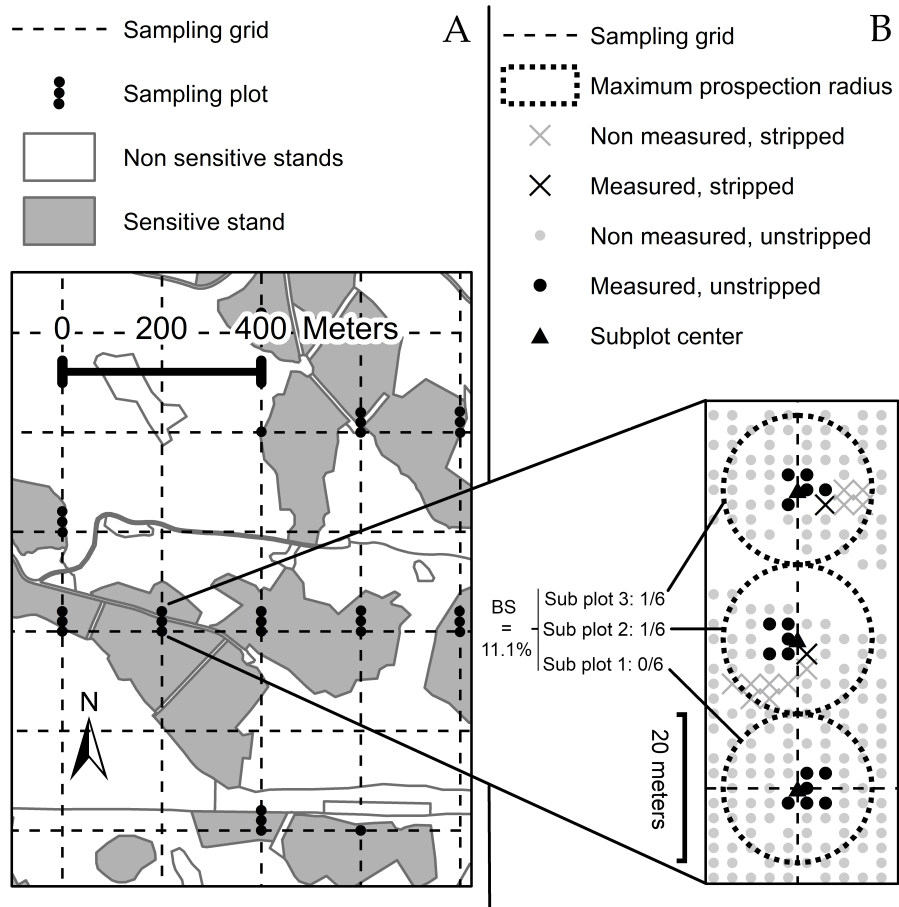 A
Sampling grid
Sampling plot
Non sensitive stands
Sensitive stand
0 200 400 Meters
N
B
Sampling grid
Maximum prospection radius
Non measured, stripped
Measured, stripped
Non measured, unstripped
Measured, unstripped
Subplot center
BS
=
11.1%
Sub plot 3: 1/6
Sub plot 2: 1/6
Sub plot 1: 0/6
20 meters